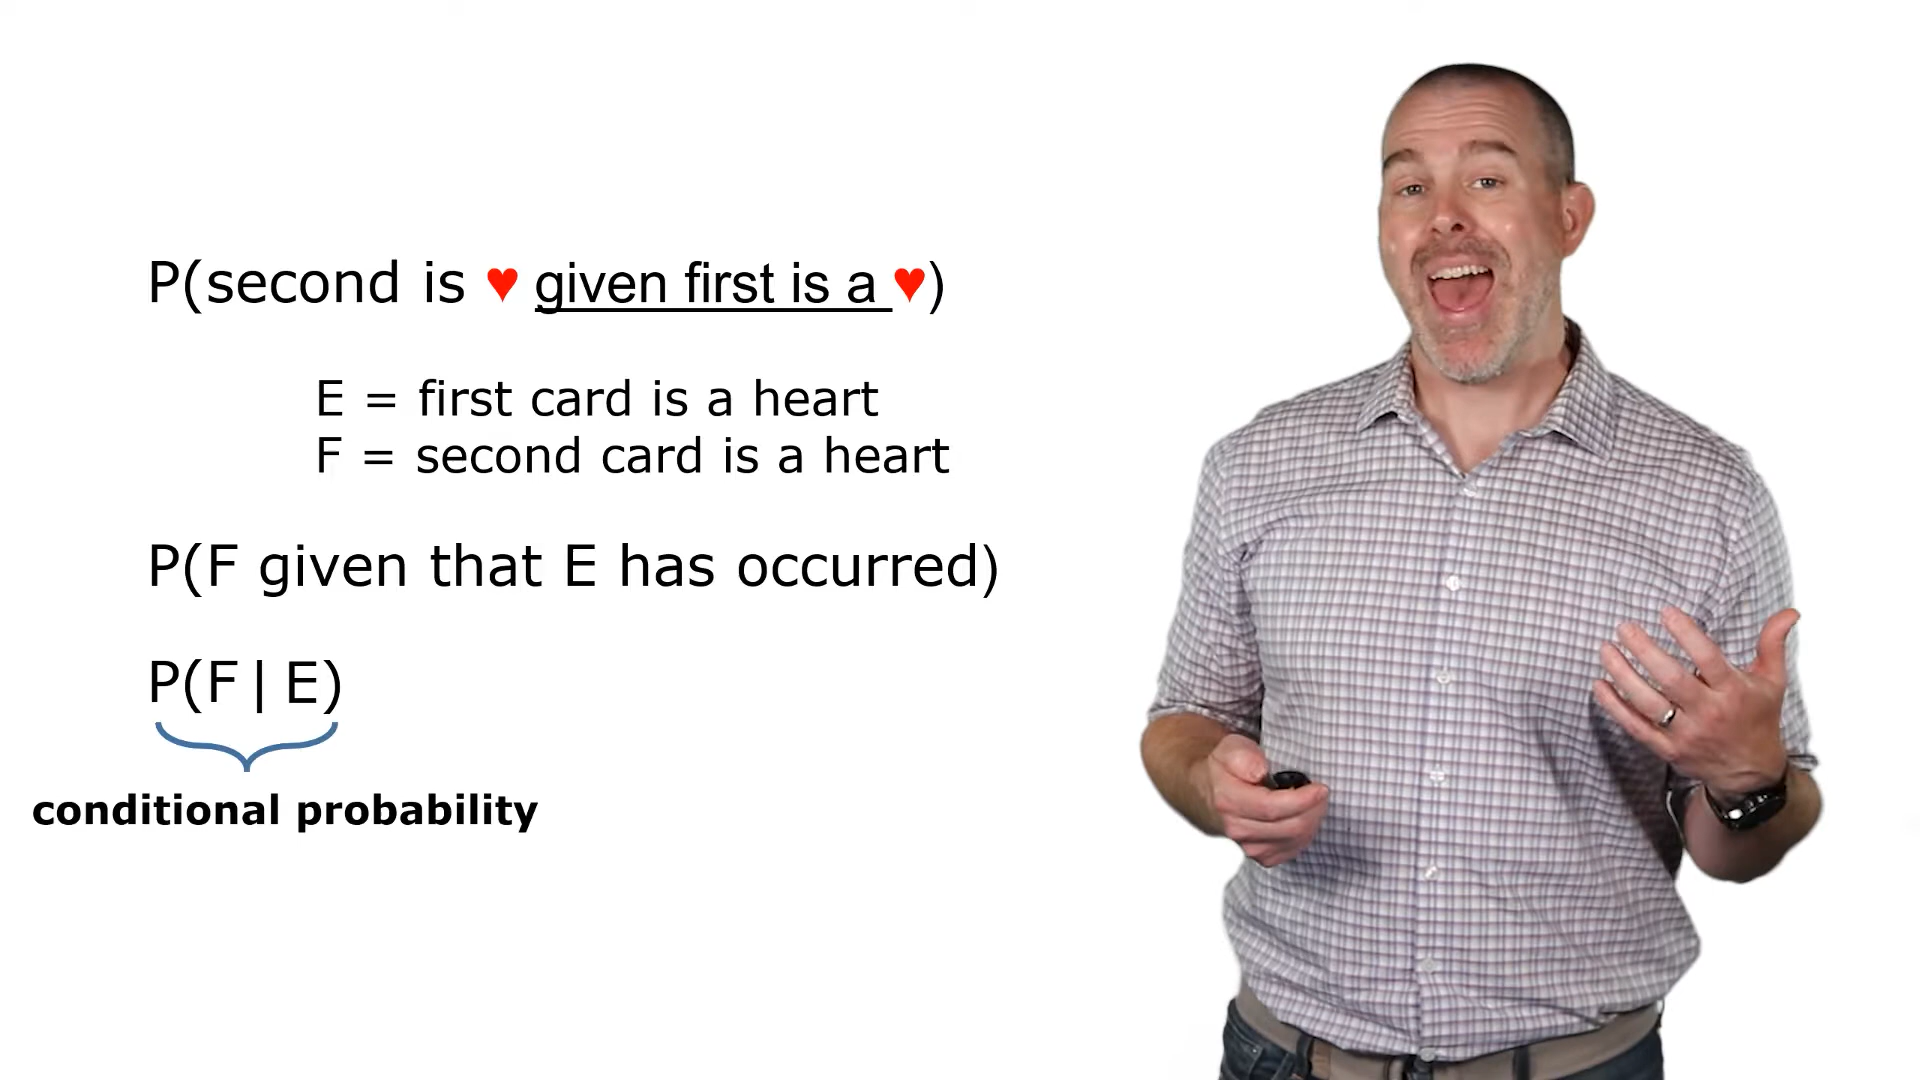 P(second is ♥ given first is a ♥)
E = first card is a heart
F = second card is a heart
P(F given that E has occurred)
P(F | E)
conditional probability